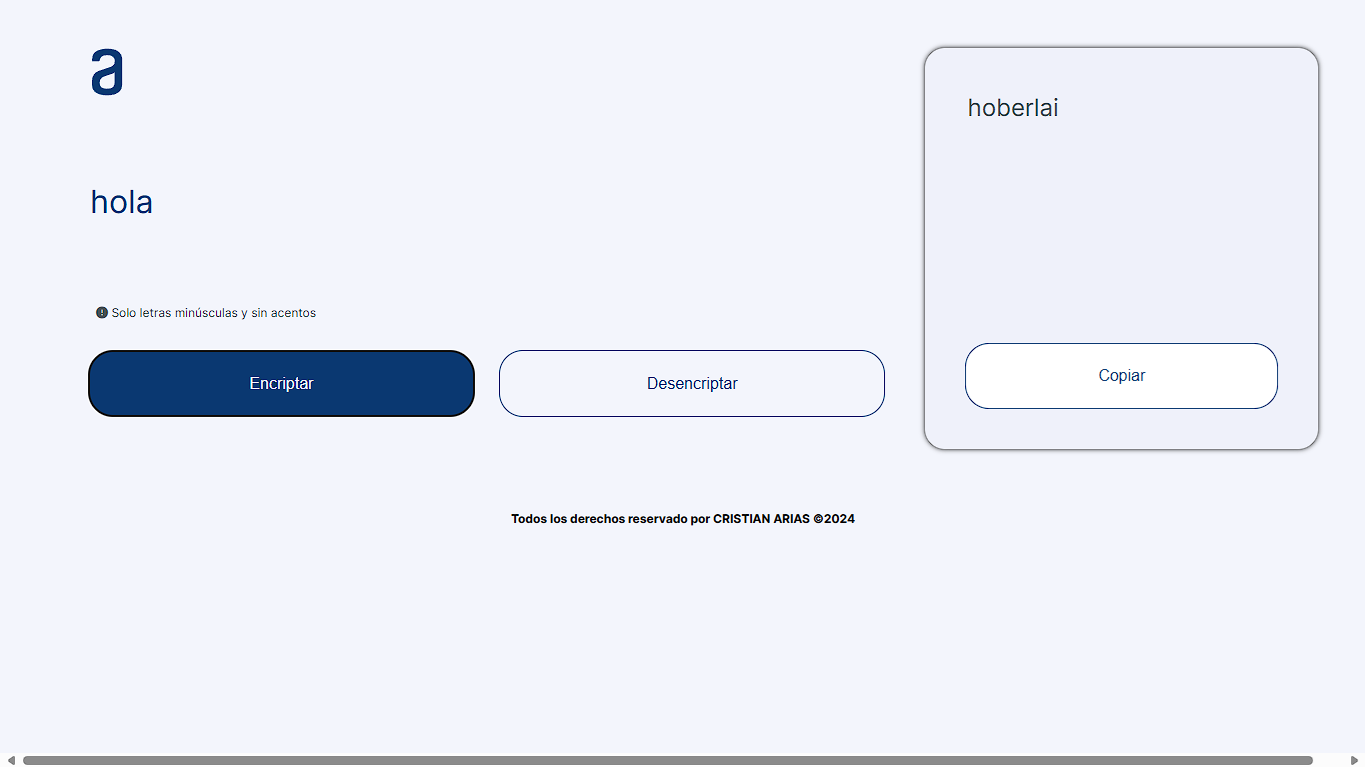 a
hola
Solo letras minúsculas y sin acentos
Encriptar
Desencriptar
hoberlai
Copiar
Todos los derechos reservado por CRISTIAN ARIAS ©2024